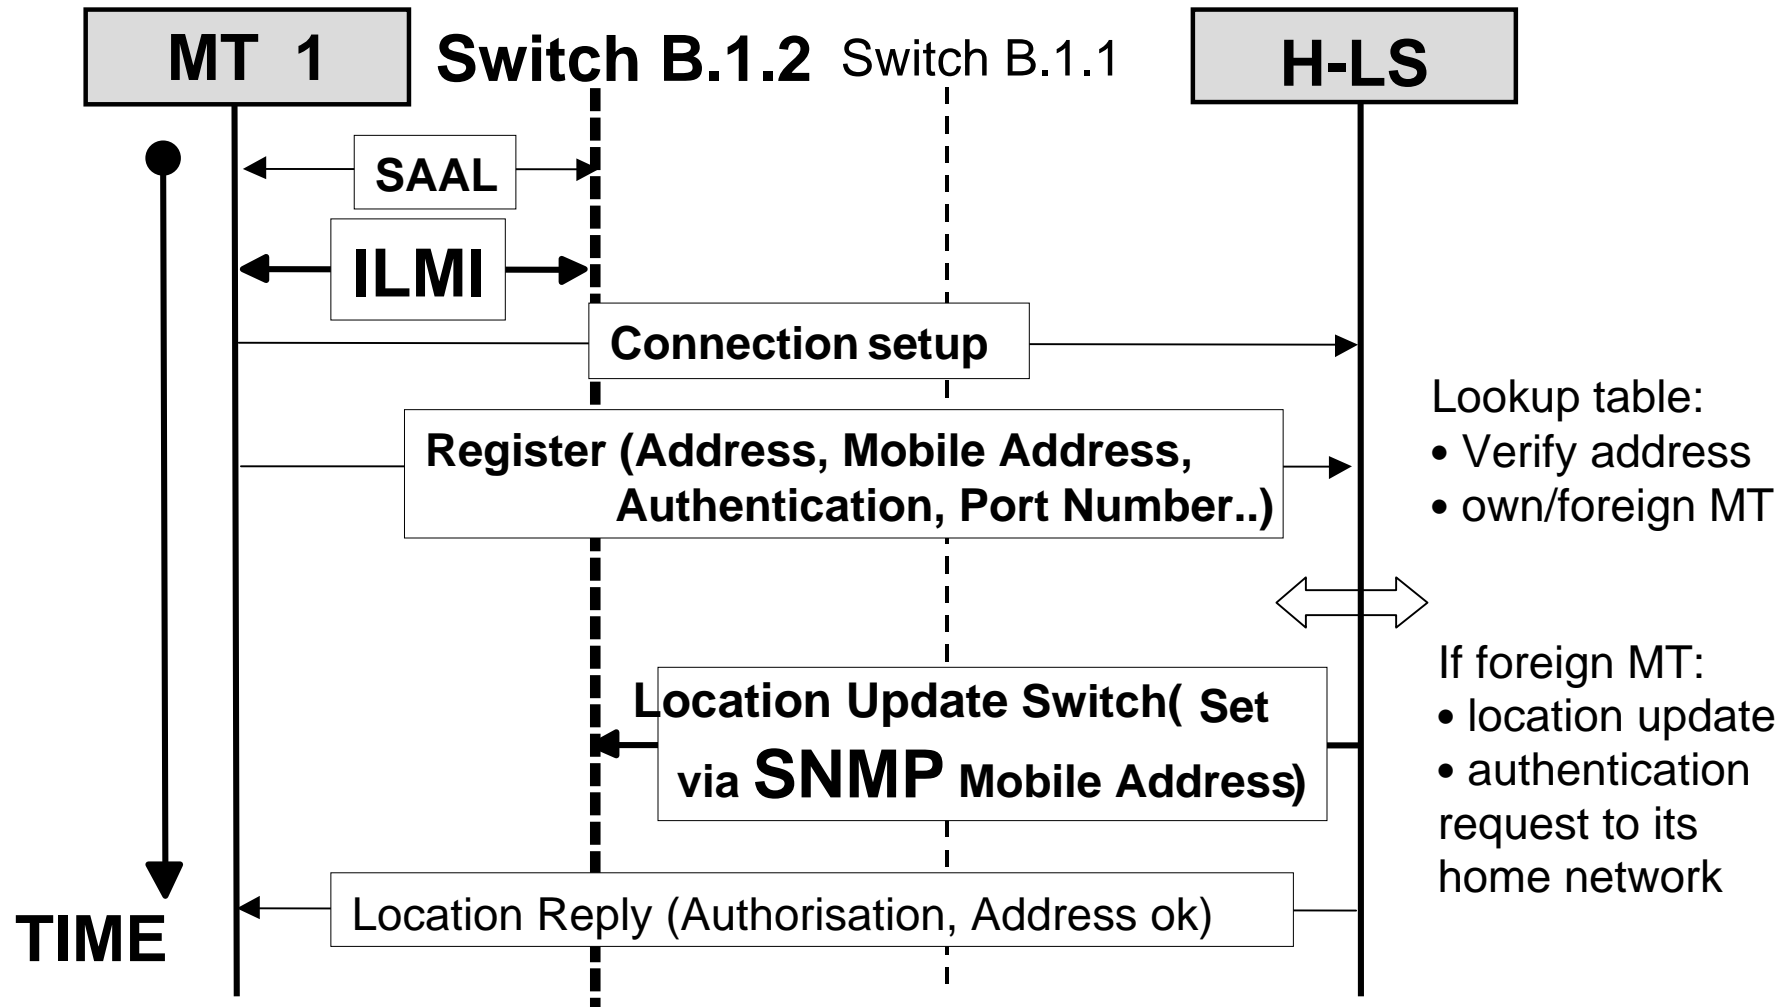 MT 1
Switch B.1.2
Switch B.1.1
H-LS
SAAL
ILMI
Connection setup
Register (Address, Mobile Address,
Authentication, Port Number..)
Lookup table:
• Verify address
• own/foreign MT
Location Update Switch( Set
via SNMP Mobile Address)
If foreign MT:
• location update
• authentication
request to its
home network
Location Reply (Authorisation, Address ok)
TIME